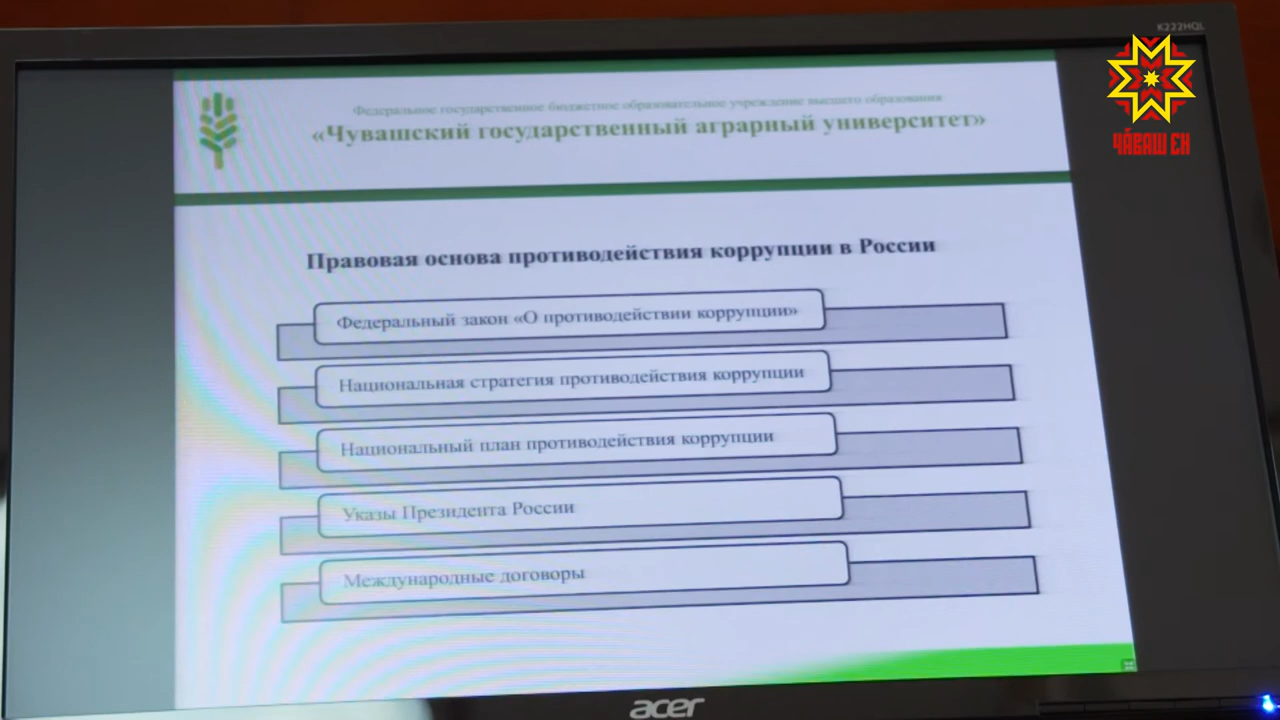 K222HQL
ЧӐВАШ ЕН
Федеральное государственное бюджетное образовательное учреждение высшего образования
«Чувашский государственный аграрный университет»
Правовая основа противодействия коррупции в России
Федеральный закон «О противодействии коррупции»
Национальная стратегия противодействия коррупции
Национальный план противодействия коррупции
Указы Президента России
Международные договоры
acer